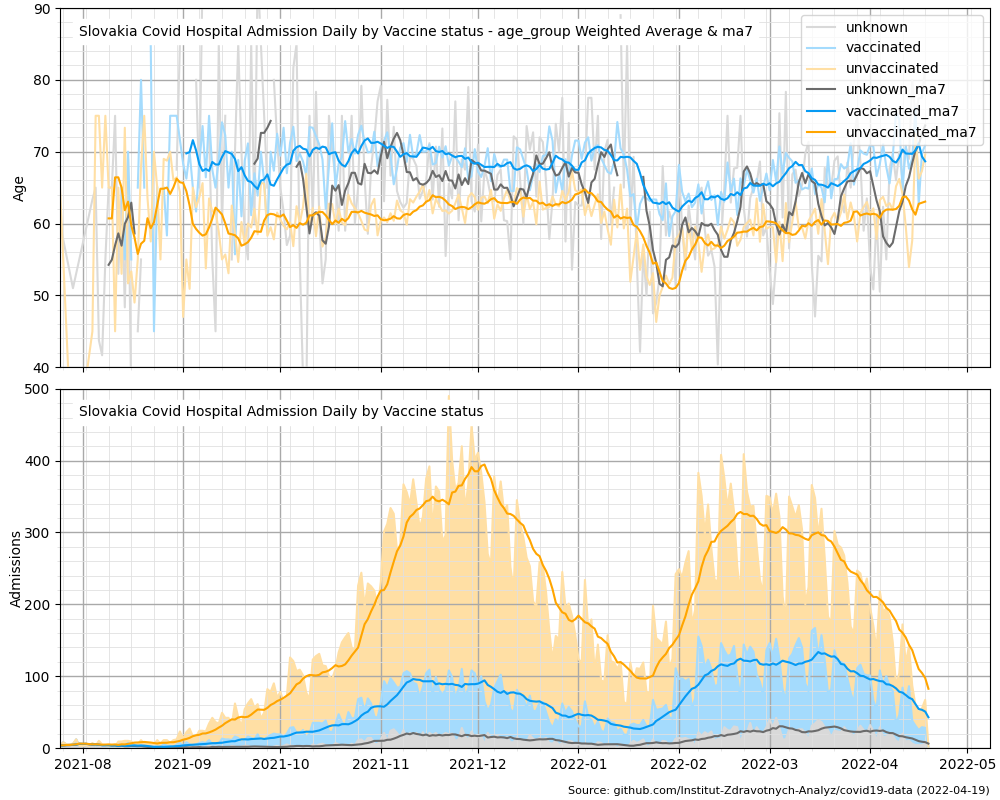 Slovakia Covid Hospital Admission Daily by Vaccine status - age_group Weighted Average & ma7
unknown
vaccinated
unvaccinated
unknown_ma7
vaccinated_ma7
unvaccinated_ma7
Age
90
80
70
60
50
40
Slovakia Covid Hospital Admission Daily by Vaccine status
Admissions
500
400
300
200
100
0
2021-08 2021-09 2021-10 2021-11 2021-12 2022-01 2022-02 2022-03 2022-04 2022-05
Source: github.com/Institut-Zdravotnych-Analyz/covid19-data (2022-04-19)